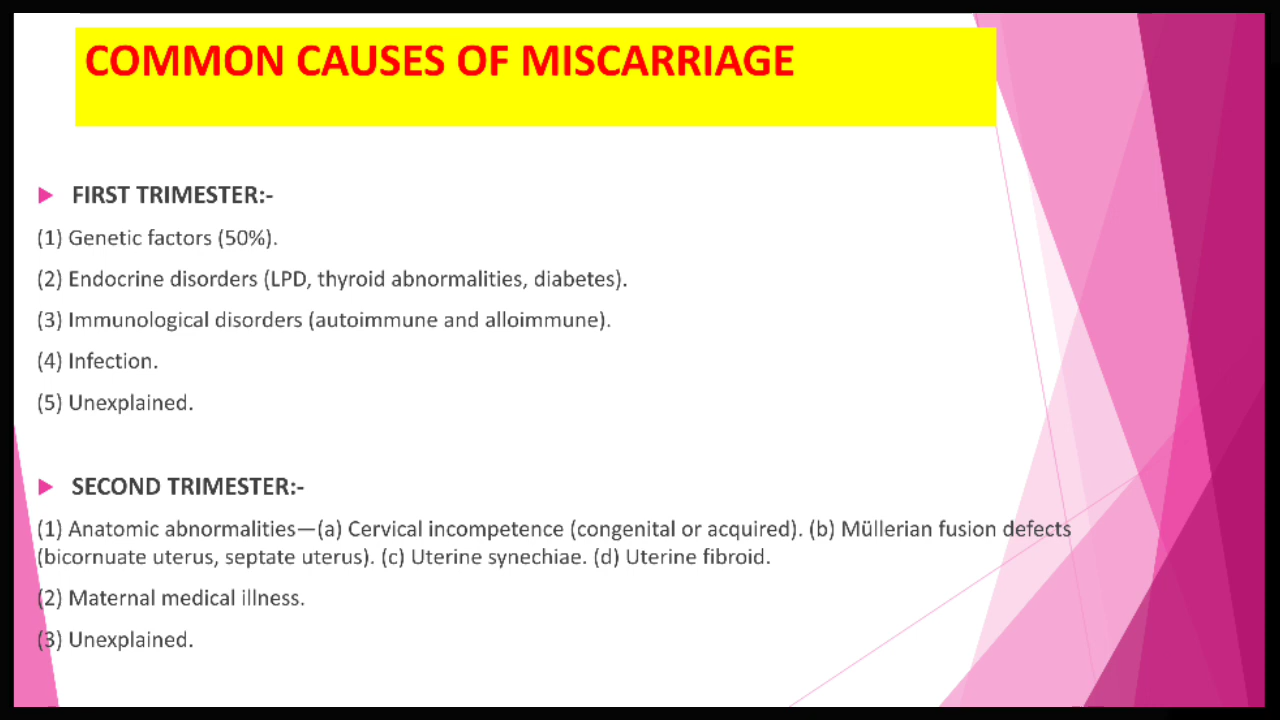 COMMON CAUSES OF MISCARRIAGE
FIRST TRIMESTER:-
(1) Genetic factors (50%).
(2) Endocrine disorders (LPD, thyroid abnormalities, diabetes).
(3) Immunological disorders (autoimmune and alloimmune).
(4) Infection.
(5) Unexplained.
SECOND TRIMESTER:-
(1) Anatomic abnormalities—(a) Cervical incompetence (congenital or acquired). (b) Müllerian fusion defects
(bicornuate uterus, septate uterus). (c) Uterine synechiae. (d) Uterine fibroid.
(2) Maternal medical illness.
(3) Unexplained.